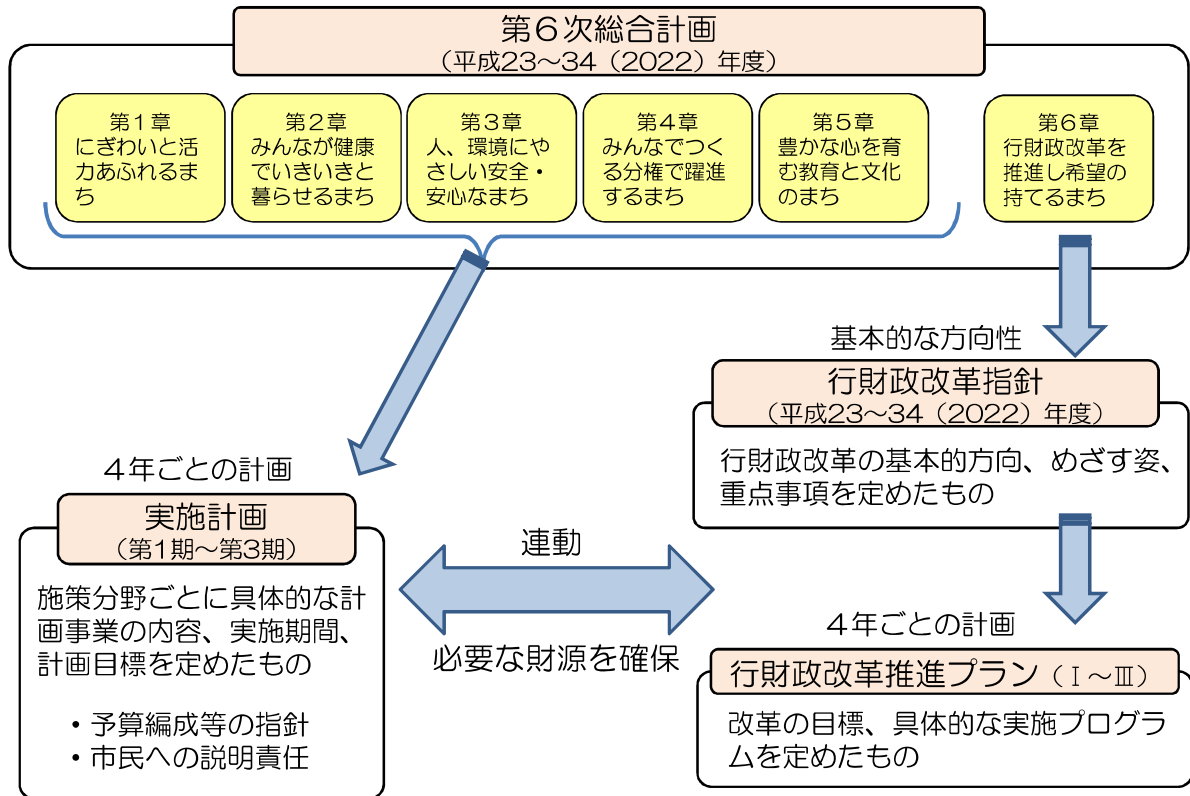 第6次総合計画
（平成23～34（2022）年度）
第1章
にぎわいと活
力あふれるま
ち
第2章
みんなが健康
でいきいきと
暮らせるまち
第3章
人、環境にや
さしい安全・
安心なまち
第4章
みんなでつく
る分権で躍進
するまち
第5章
豊かな心を育
む教育と文化
のまち
第6章
行財政改革を
推進し希望の
持てるまち
基本的な方向性
行財政改革指針
（平成23～34（2022）年度）
行財政改革の基本的方向、めざす姿、
重点事項を定めたもの
4年ごとの計画
実施計画
（第1期～第3期）
施策分野ごとに具体的な計
画事業の内容、実施期間、
計画目標を定めたもの
・予算編成等の指針
・市民への説明責任
連動
必要な財源を確保
4年ごとの計画
行財政改革推進プラン（Ⅰ～Ⅲ）
改革の目標、具体的な実施プログラ
ムを定めたもの